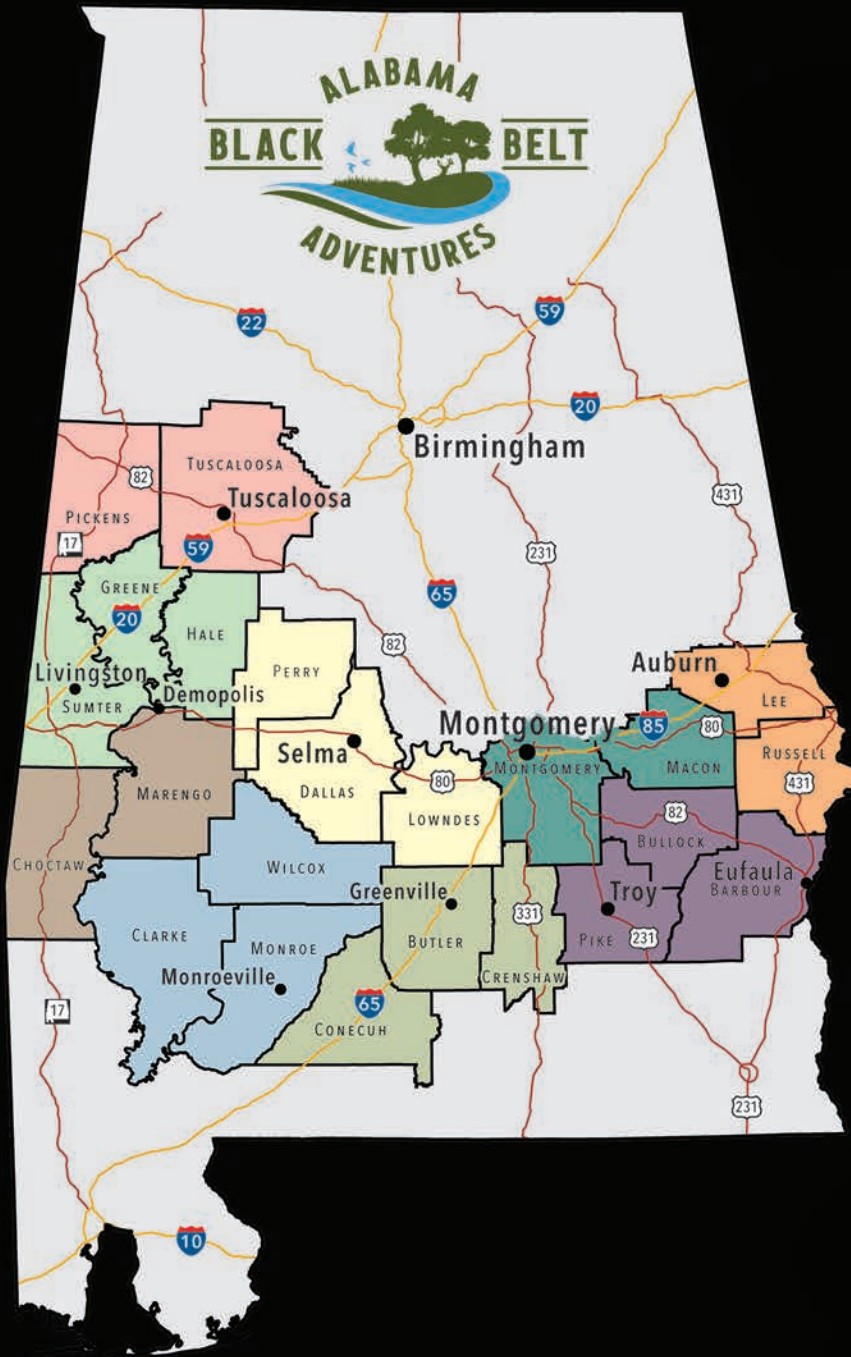 ALABAMA
BLACK BELT
ADVENTURES
22
59
20
Birmingham
TUSCALOOSA
82
Tuscaloosa
431
PICKENS
17
59
231
GREENE
65
20
HALE
82
PERRY
Auburn
Livingston
Demopolis
LEE
SUMTER
Montgomery
85
80
Selma
RUSSELL
MONTGOMERY
MACON
80
431
MARENGO
DALLAS
82
LOWNDES
BULLOCK
CHOCTAW
WILCOX
Eufaula
Greenville
Troy
BARBOUR
331
CLARKE
BUTLER
PIKE
231
MONROE
Monroeville
CRENSHAW
65
17
CONECUH
231
10